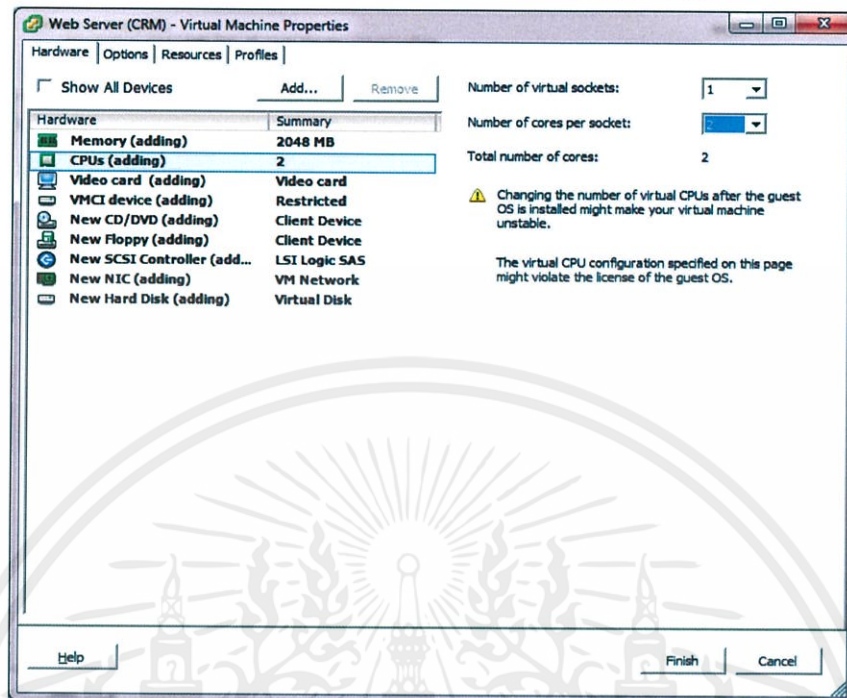 Web Server (CRM) - Virtual Machine Properties
Hardware Options Resources Profiles
Show All Devices Add... Remove
Hardware Summary
Memory (adding) 2048 MB
CPUs (adding) 2
Video card (adding) Video card
VMCI device (adding) Restricted
New CD/DVD (adding) Client Device
New Floppy (adding) Client Device
New SCSI Controller (add... LSI Logic SAS
New NIC (adding) VM Network
New Hard Disk (adding) Virtual Disk
Number of virtual sockets: 1
Number of cores per socket: 2
Total number of cores: 2
Changing the number of virtual CPUs after the guest
OS is installed might make your virtual machine
unstable.
The virtual CPU configuration specified on this page
might violate the license of the guest OS.
Help Finish Cancel